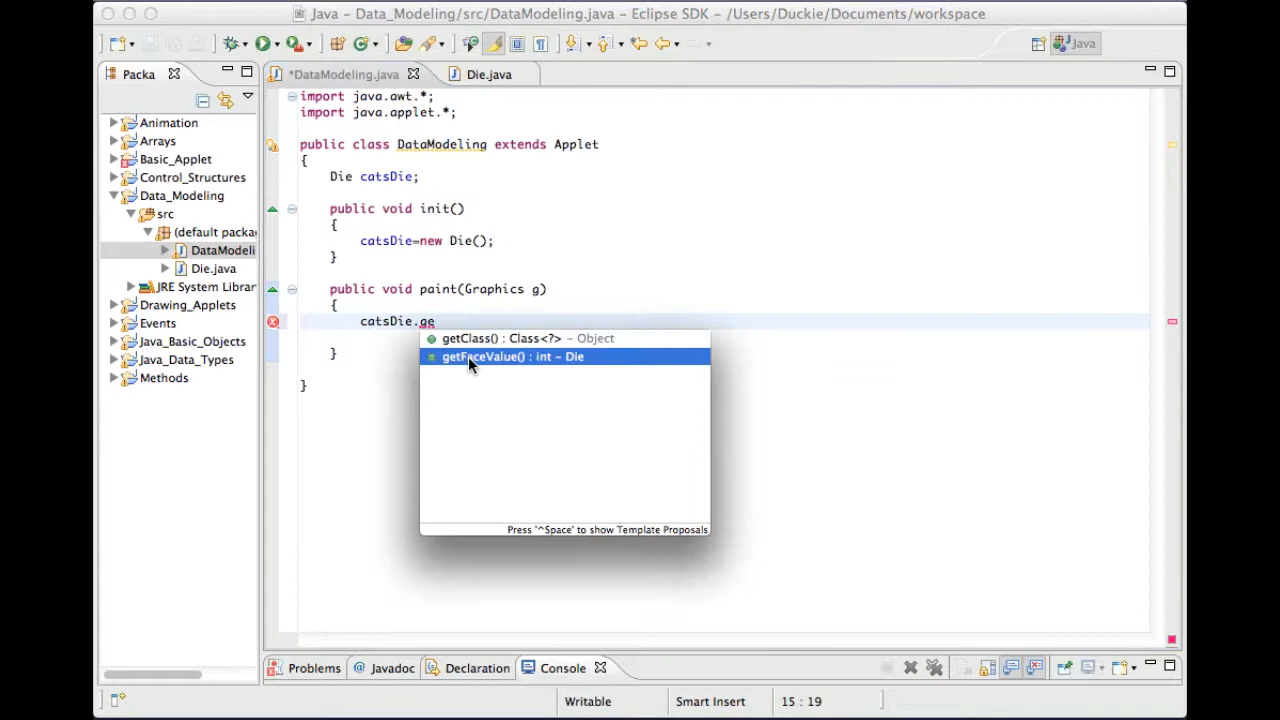 Java – Data_Modeling/src/DataModeling.java – Eclipse SDK – /Users/Duckie/Documents/workspace
Java
Packa
*DataModeling.java
Die.java
Animation
Arrays
Basic_Applet
Control_Structures
Data_Modeling
src
(default packa
DataModeli
Die.java
JRE System Librar
Drawing_Applets
Events
Java_Basic_Objects
Java_Data_Types
Methods
import java.awt.*;
import java.applet.*;
public class DataModeling extends Applet
{
Die catsDie;
public void init()
{
catsDie=new Die();
}
public void paint(Graphics g)
{
catsDie.ge
getClass() : Class<?> – Object
getFaceValue() : int – Die
Press '^Space' to show Template Proposals
}
}
Problems
@ Javadoc
Declaration
Console
Writable
Smart Insert
15 : 19